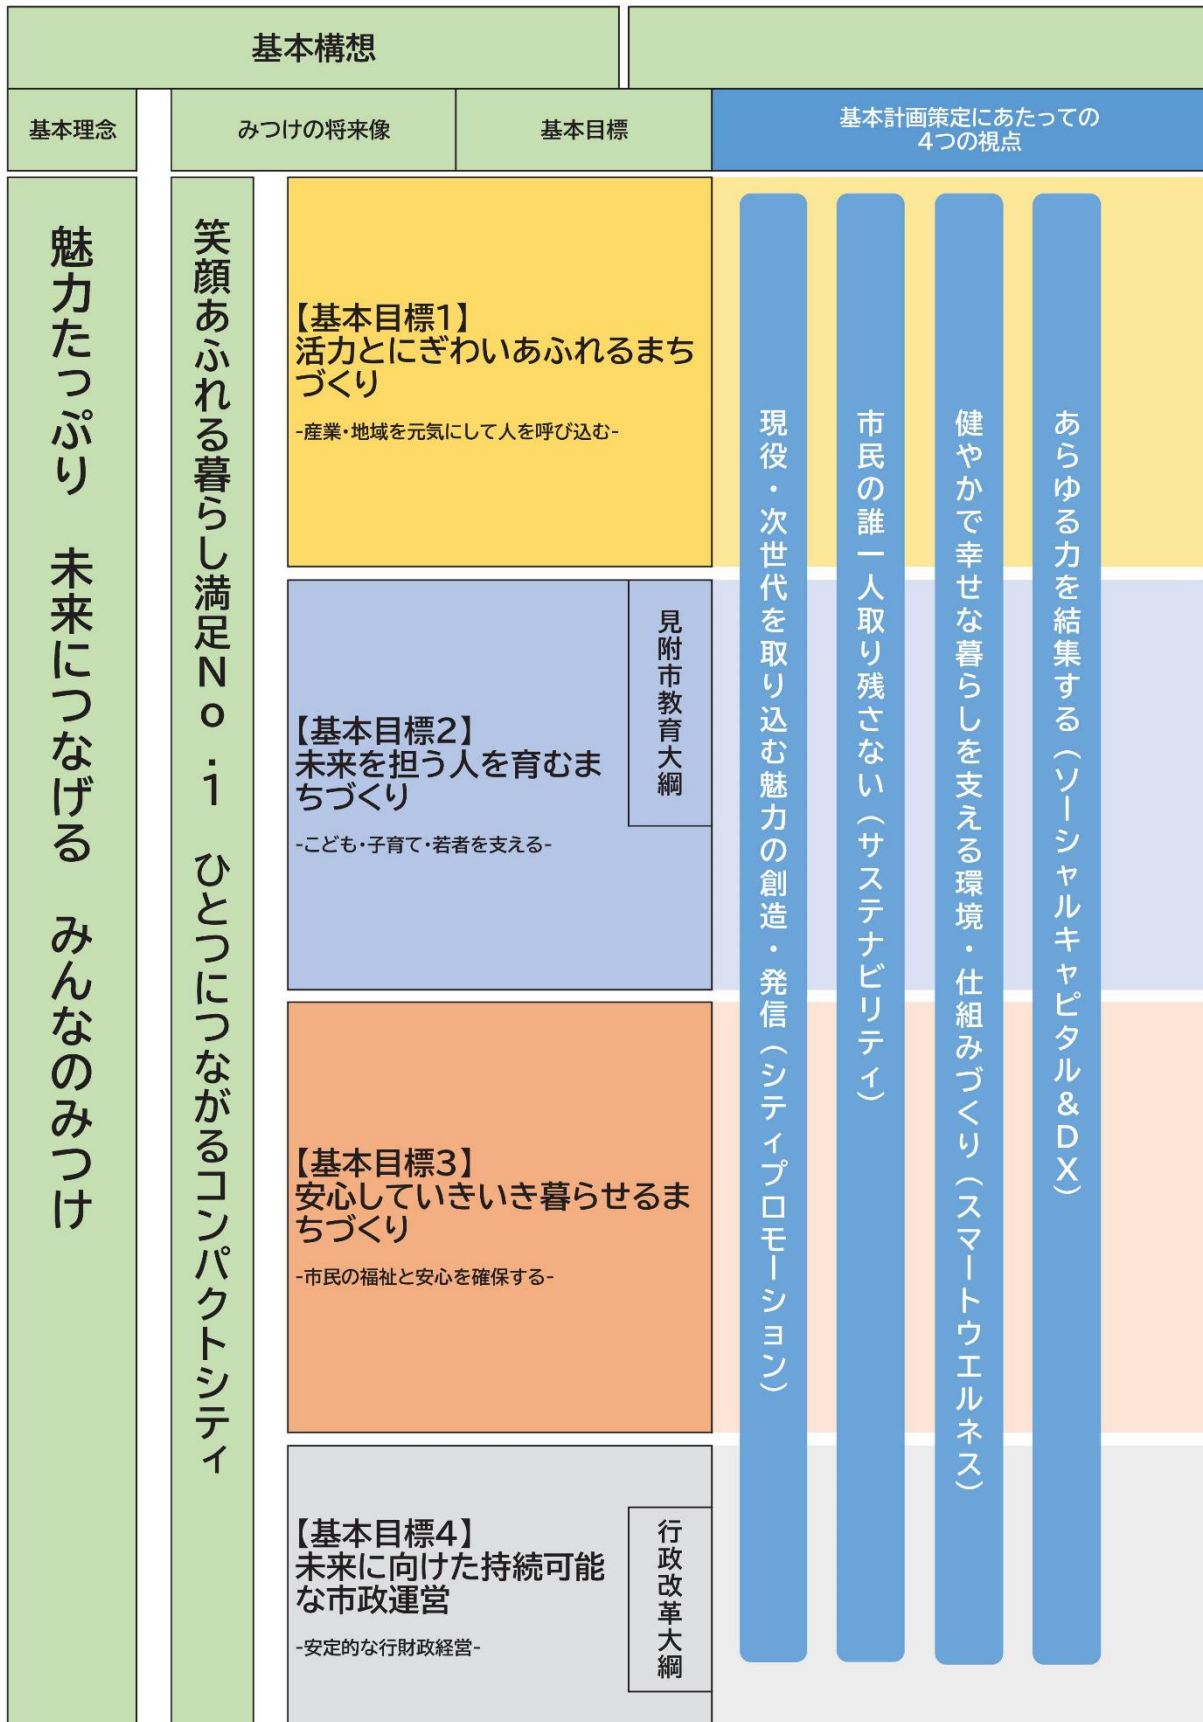 基本構想
基本理念
みつけの将来像
基本目標
基本計画策定にあたっての
4つの視点
魅力たっぷり　未来につなげる　みんなのみつけ
笑顔あふれる暮らし満足No.1　ひとつにつながるコンパクトシティ
【基本目標1】
活力とにぎわいあふれるまち
づくり
-産業・地域を元気にして人を呼び込む-
【基本目標2】
未来を担う人を育むま
ちづくり
-こども・子育て・若者を支える-
見附市教育大綱
【基本目標3】
安心していきいき暮らせるま
ちづくり
-市民の福祉と安心を確保する-
【基本目標4】
未来に向けた持続可能
な市政運営
-安定的な行財政経営-
行政改革大綱
現役・次世代を取り込む魅力の創造・発信（シティプロモーション）
市民の誰一人取り残さない（サステナビリティ）
健やかで幸せな暮らしを支える環境・仕組みづくり（スマートウエルネス）
あらゆる力を結集する（ソーシャルキャピタル＆DX）